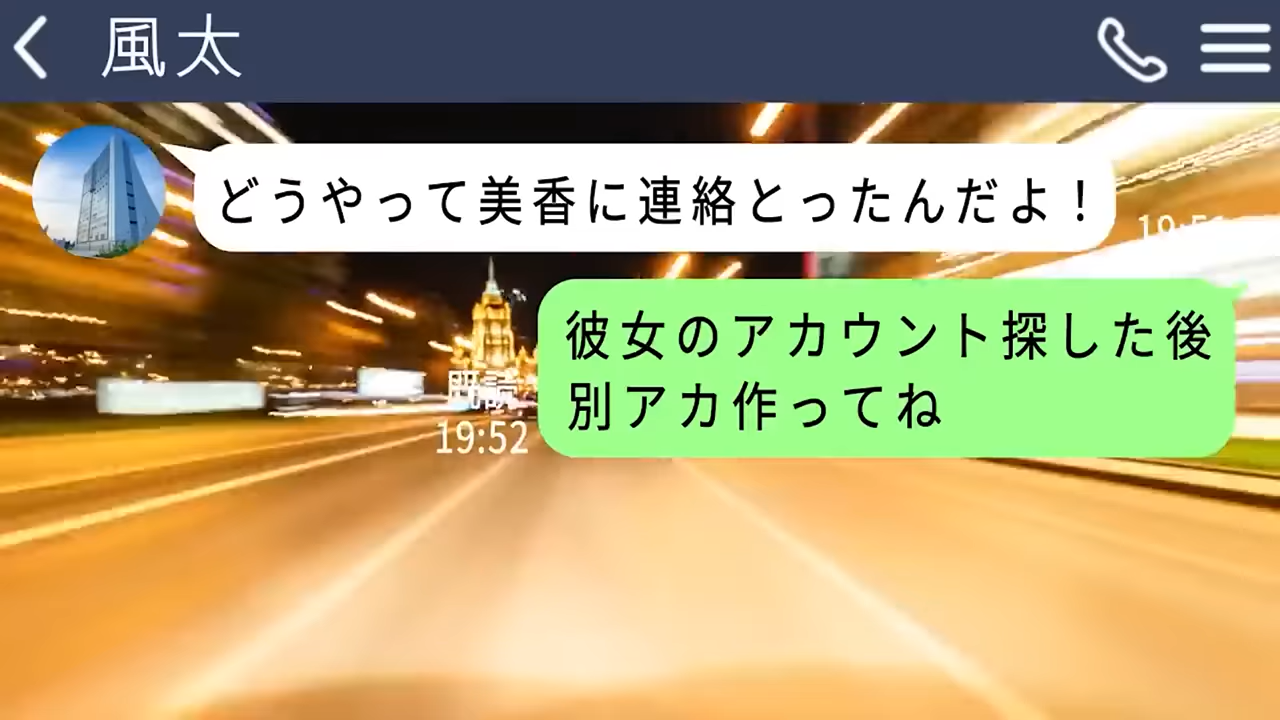 風太
どうやって美香に連絡とったんだよ！
彼女のアカウント探した後
別アカ作ってね
既読
19:52